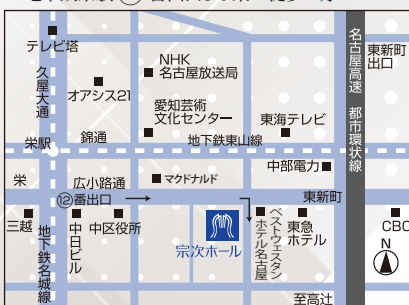 テレビ塔
NHK
名古屋放送局
東新町
出口
久屋大通
オアシス21
愛知芸術
文化センター
東海テレビ
名古屋高速 都市環状線
錦通
地下鉄東山線
栄駅
中部電力
栄
広小路通
マクドナルド
⑫番出口
東新町
三越
地下鉄名城線
中日ビル
中区役所
宗次ホール
ベストウェスタン
ホテル名古屋
東急
ホテル
CBC
N
至高辻